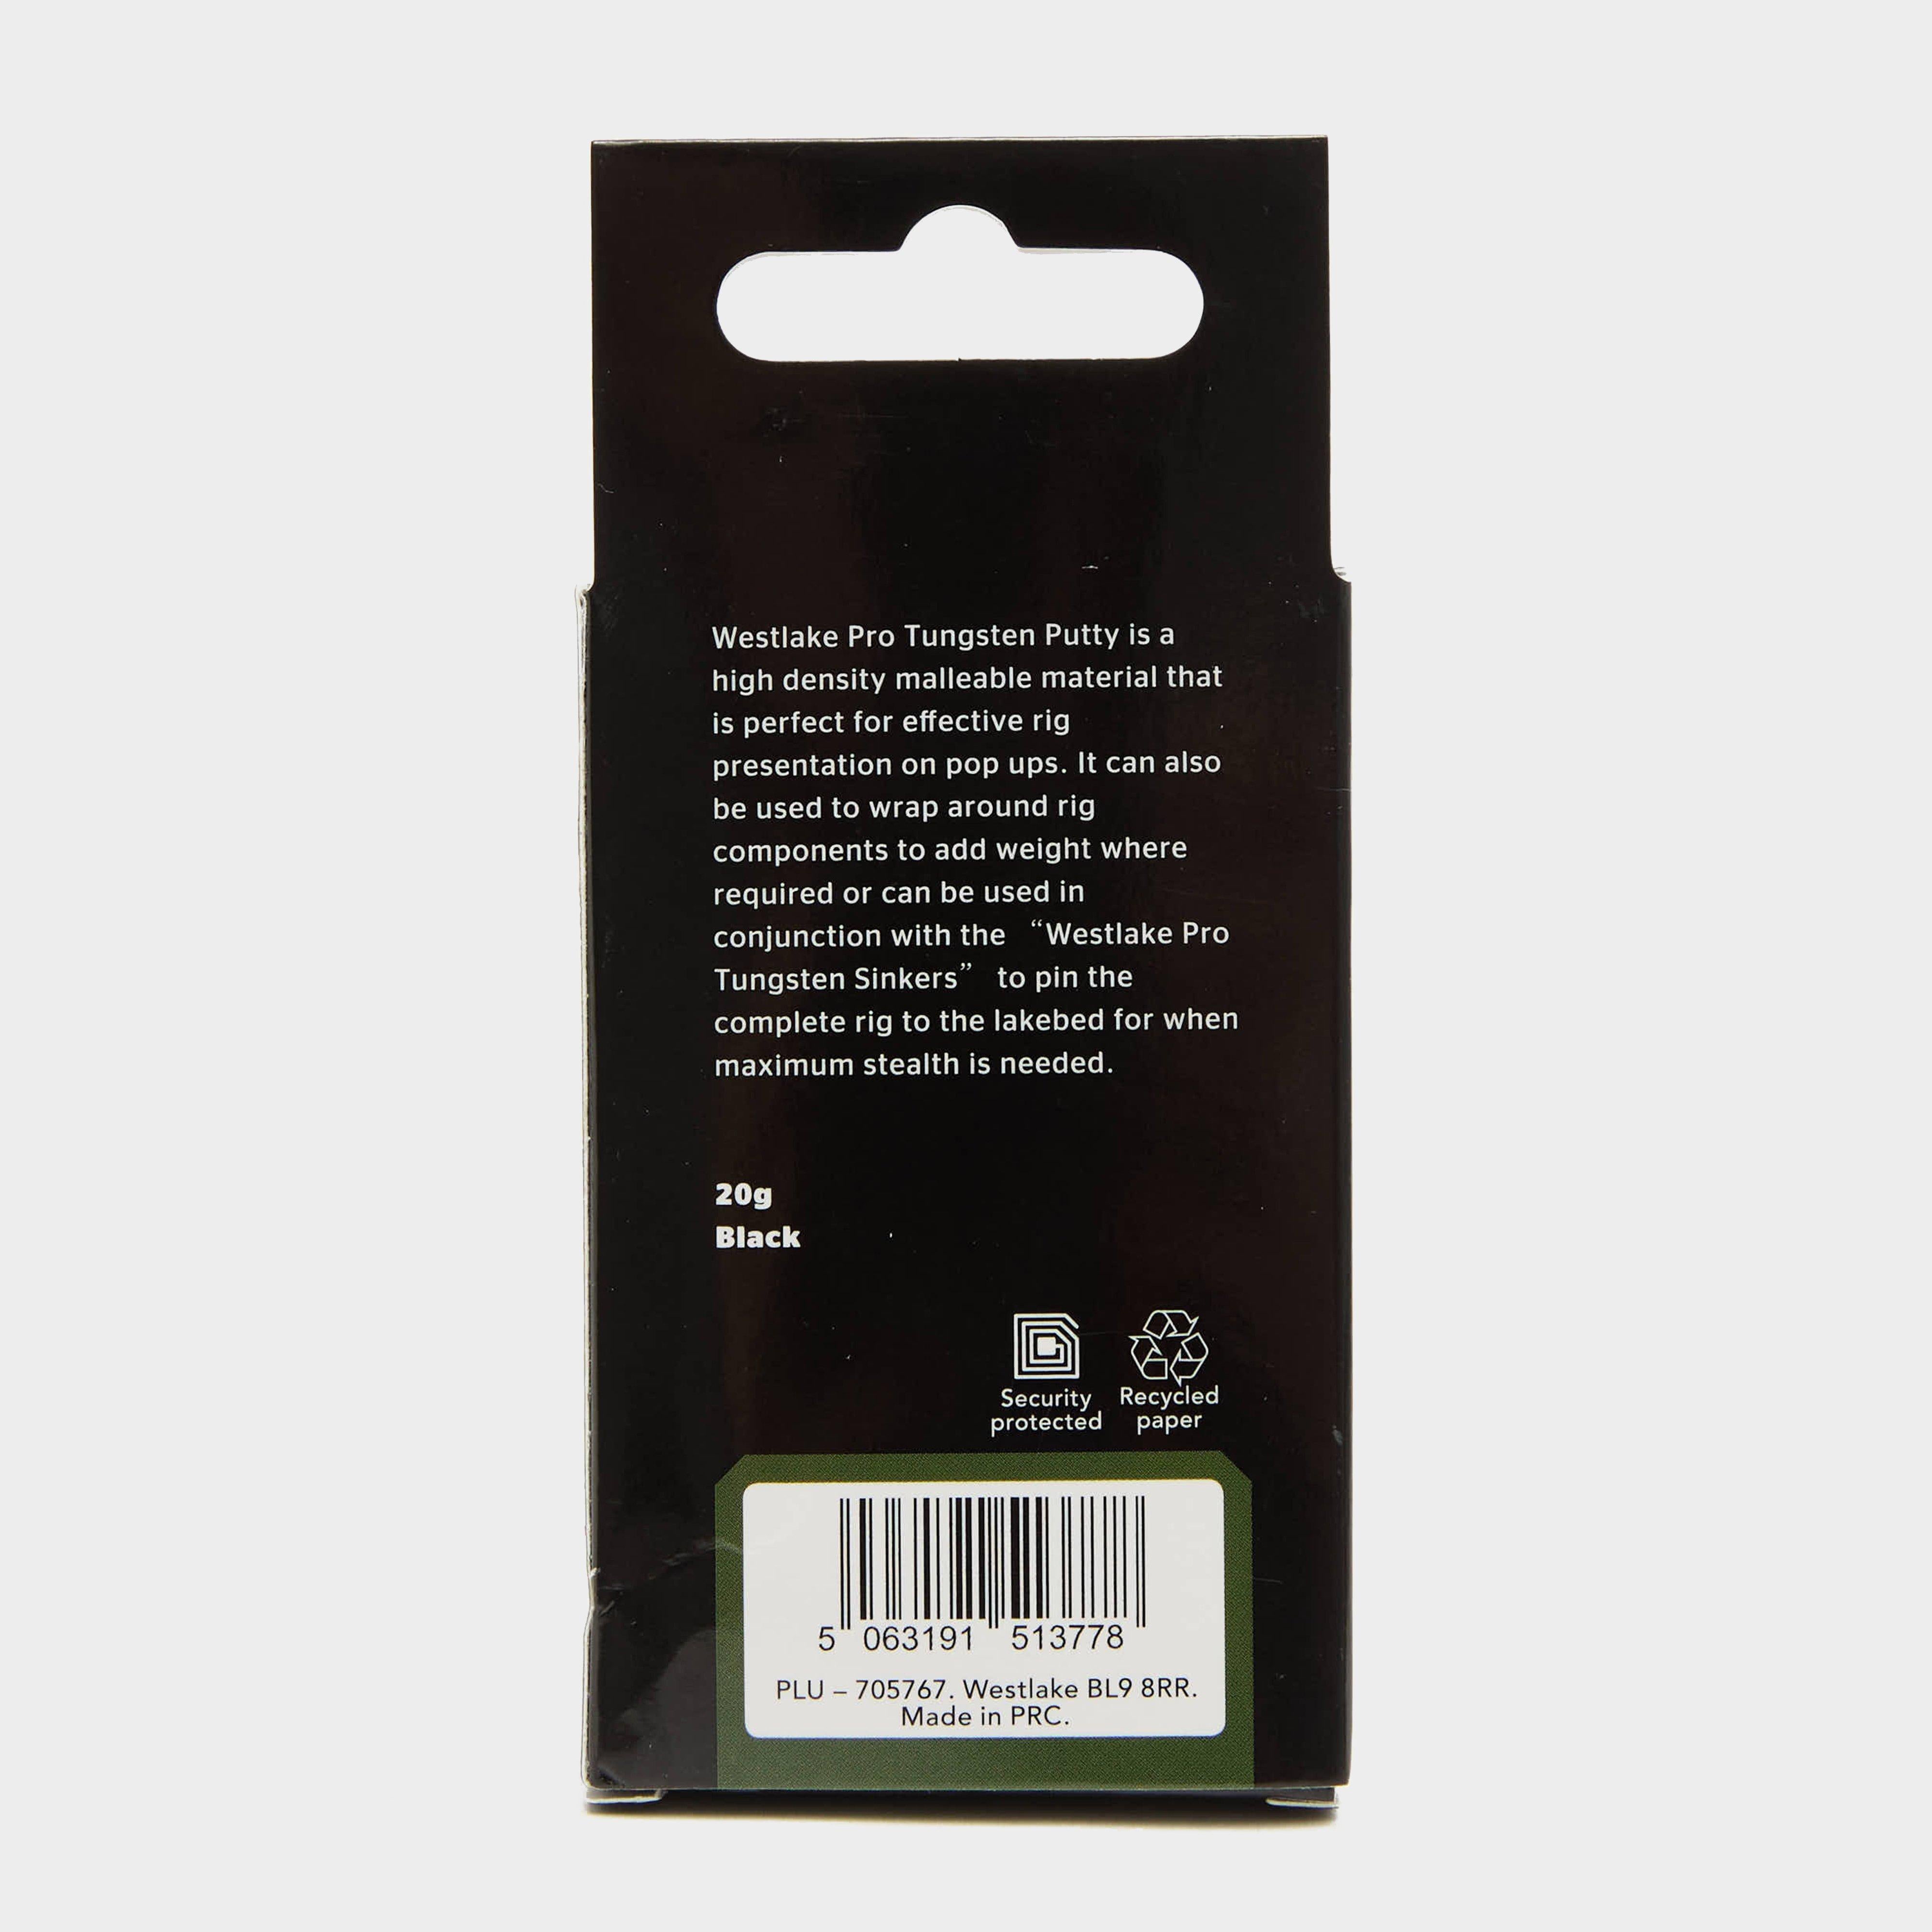 Westlake Pro Tungsten Putty is a
high density malleable material that
is perfect for effective rig
presentation on pop ups. It can also
be used to wrap around rig
components to add weight where
required or can be used in
conjunction with the “Westlake Pro
Tungsten Sinkers” to pin the
complete rig to the lakebed for when
maximum stealth is needed.
20g
Black
Security
protected
Recycled
paper
5 063191 513778
PLU – 705767. Westlake BL9 8RR.
Made in PRC.